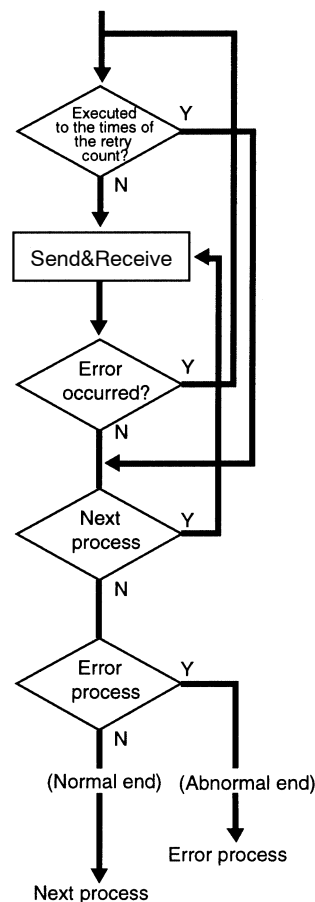 Executed
to the times of
the retry
count?
Y
N
Send&Receive
Error
occurred?
Y
N
Next
process
Y
N
Error
process
Y
N
(Normal end)
(Abnormal end)
Error process
Next process